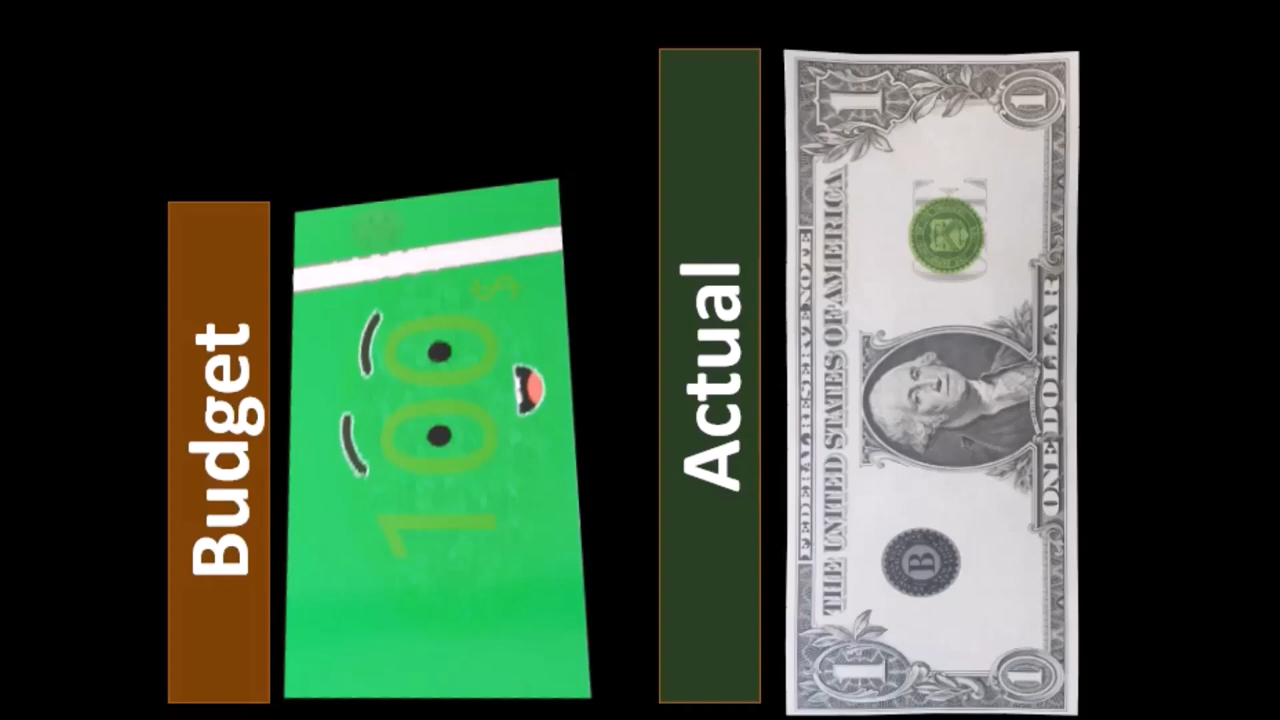 Budget
100$
Actual
FEDERAL RESERVE NOTE
THE UNITED STATES OF AMERICA
1
1
B
ONE DOLLAR
1
1